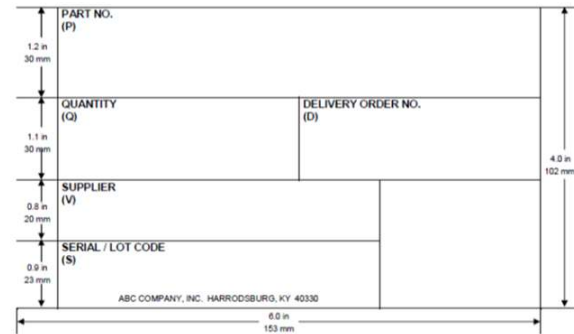 PART NO.
(P)
1.2 in
30 mm
QUANTITY
(Q)
DELIVERY ORDER NO.
(D)
1.1 in
30 mm
4.0 in
102 mm
SUPPLIER
(V)
0.8 in
20 mm
SERIAL / LOT CODE
(S)
0.9 in
23 mm
ABC COMPANY, INC. HARRODSBURG, KY 40330
6.0 in
153 mm